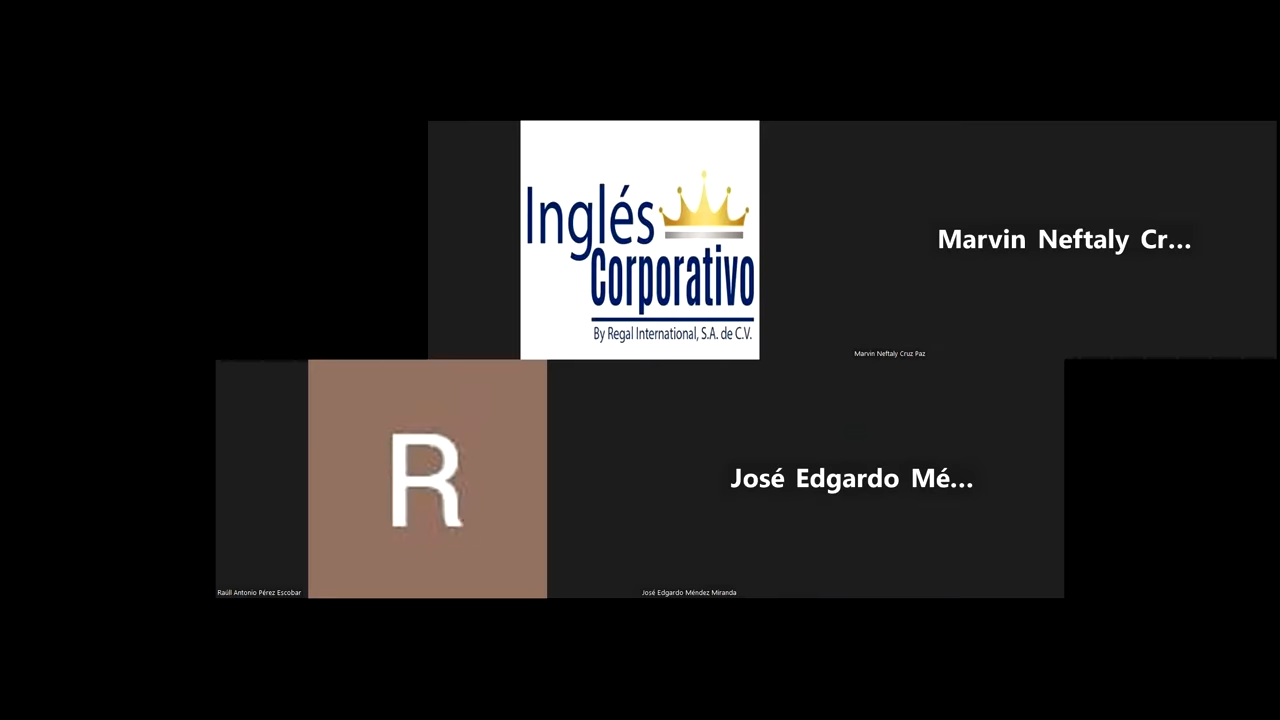 Inglés
Corporativo
By Regal International, S.A. de C.V.
Marvin Neftaly Cr...
Marvin Neftaly Cruz Paz
R
Raúll Antonio Pérez Escobar
José Edgardo Mé...
José Edgardo Méndez Miranda